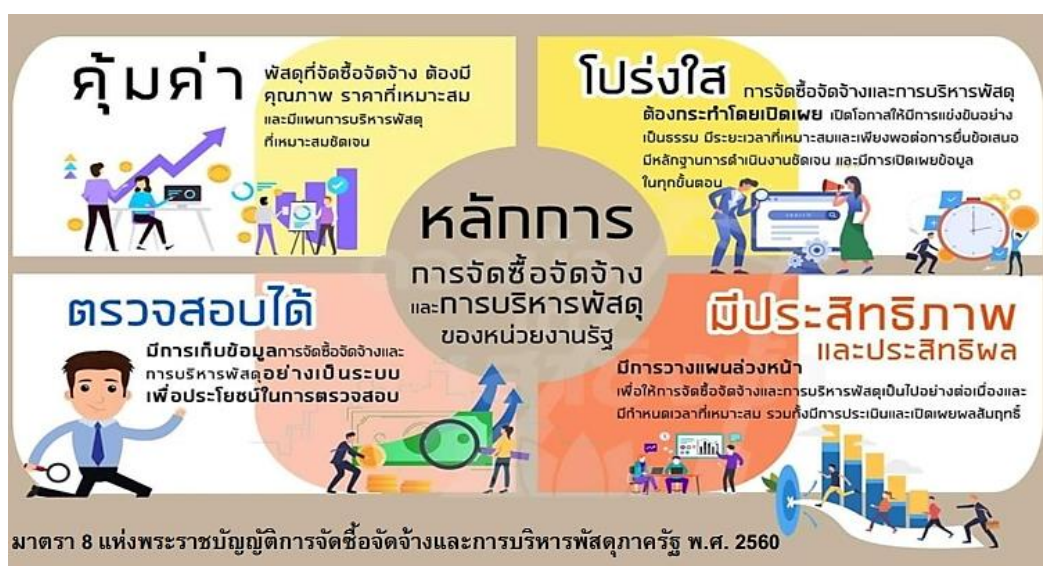 คุ้มค่า
พัสดุที่จัดซื้อจัดจ้าง ต้องมี
คุณภาพ ราคาที่เหมาะสม
และมีแผนการบริหารพัสดุ
ที่เหมาะสมชัดเจน
โปร่งใส
การจัดซื้อจัดจ้างและการบริหารพัสดุ
ต้องกระทำโดยเปิดเผย เปิดโอกาสให้มีการแข่งขันอย่าง
เป็นธรรม มีระยะเวลาที่เหมาะสมและเพียงพอต่อการยื่นข้อเสนอ
มีหลักฐานการดำเนินงานชัดเจน และมีการเปิดเผยข้อมูล
ในทุกขั้นตอน
SEARCH
หลักการ
การจัดซื้อจัดจ้าง
และการบริหารพัสดุ
ของหน่วยงานรัฐ
ตรวจสอบได้
มีการเก็บข้อมูลการจัดซื้อจัดจ้างและ
การบริหารพัสดุอย่างเป็นระบบ
เพื่อประโยชน์ในการตรวจสอบ
มีประสิทธิภาพ
และประสิทธิผล
มีการวางแผนล่วงหน้า
เพื่อให้การจัดซื้อจัดจ้างและการบริหารพัสดุเป็นไปอย่างต่อเนื่องและ
มีกำหนดเวลาที่เหมาะสม รวมทั้งมีการประเมินและเปิดเผยผลสัมฤทธิ์
มาตรา 8 แห่งพระราชบัญญัติการจัดซื้อจัดจ้างและการบริหารพัสดุภาครัฐ พ.ศ. 2560